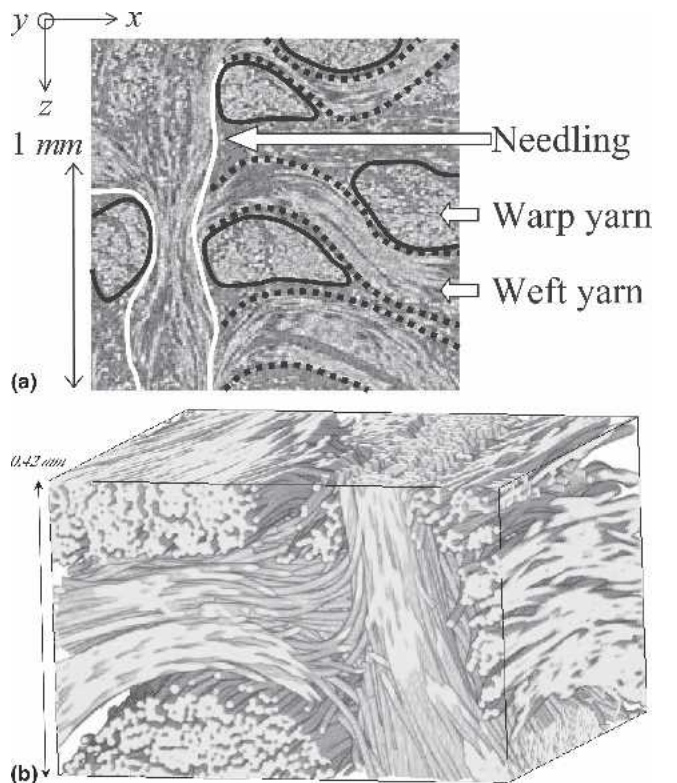 y x
z
1 mm
Needling
Warp yarn
Weft yarn
(a)
0.42 mm
(b)